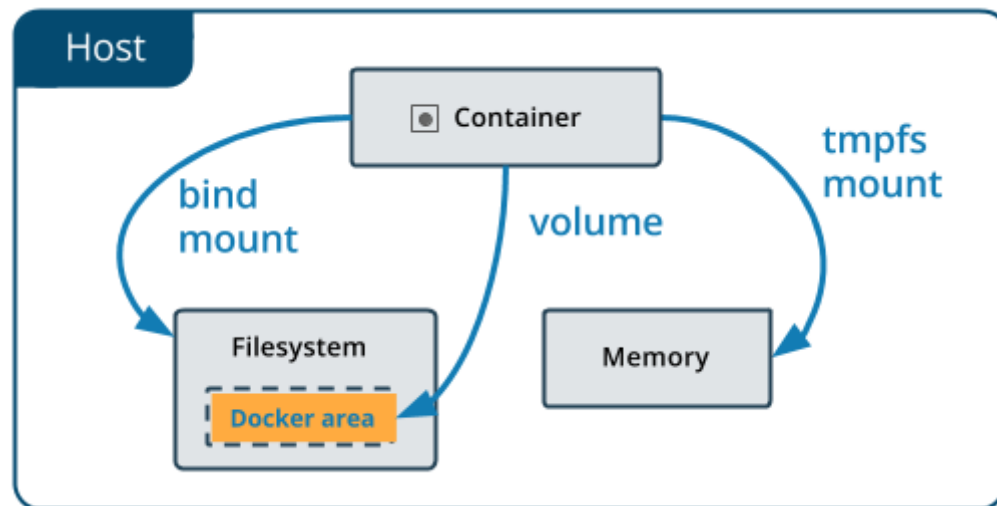 Host
Container
bind
mount
volume
tmpfs
mount
Filesystem
Docker area
Memory